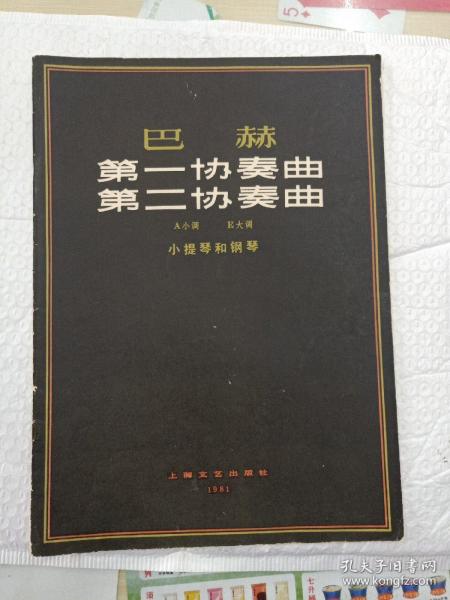 5
巴 赫
第一协奏曲
第二协奏曲
A小调 E大调
小提琴和钢琴
上海文艺出版社
1981
孔夫子旧书网
www.kongfz.com